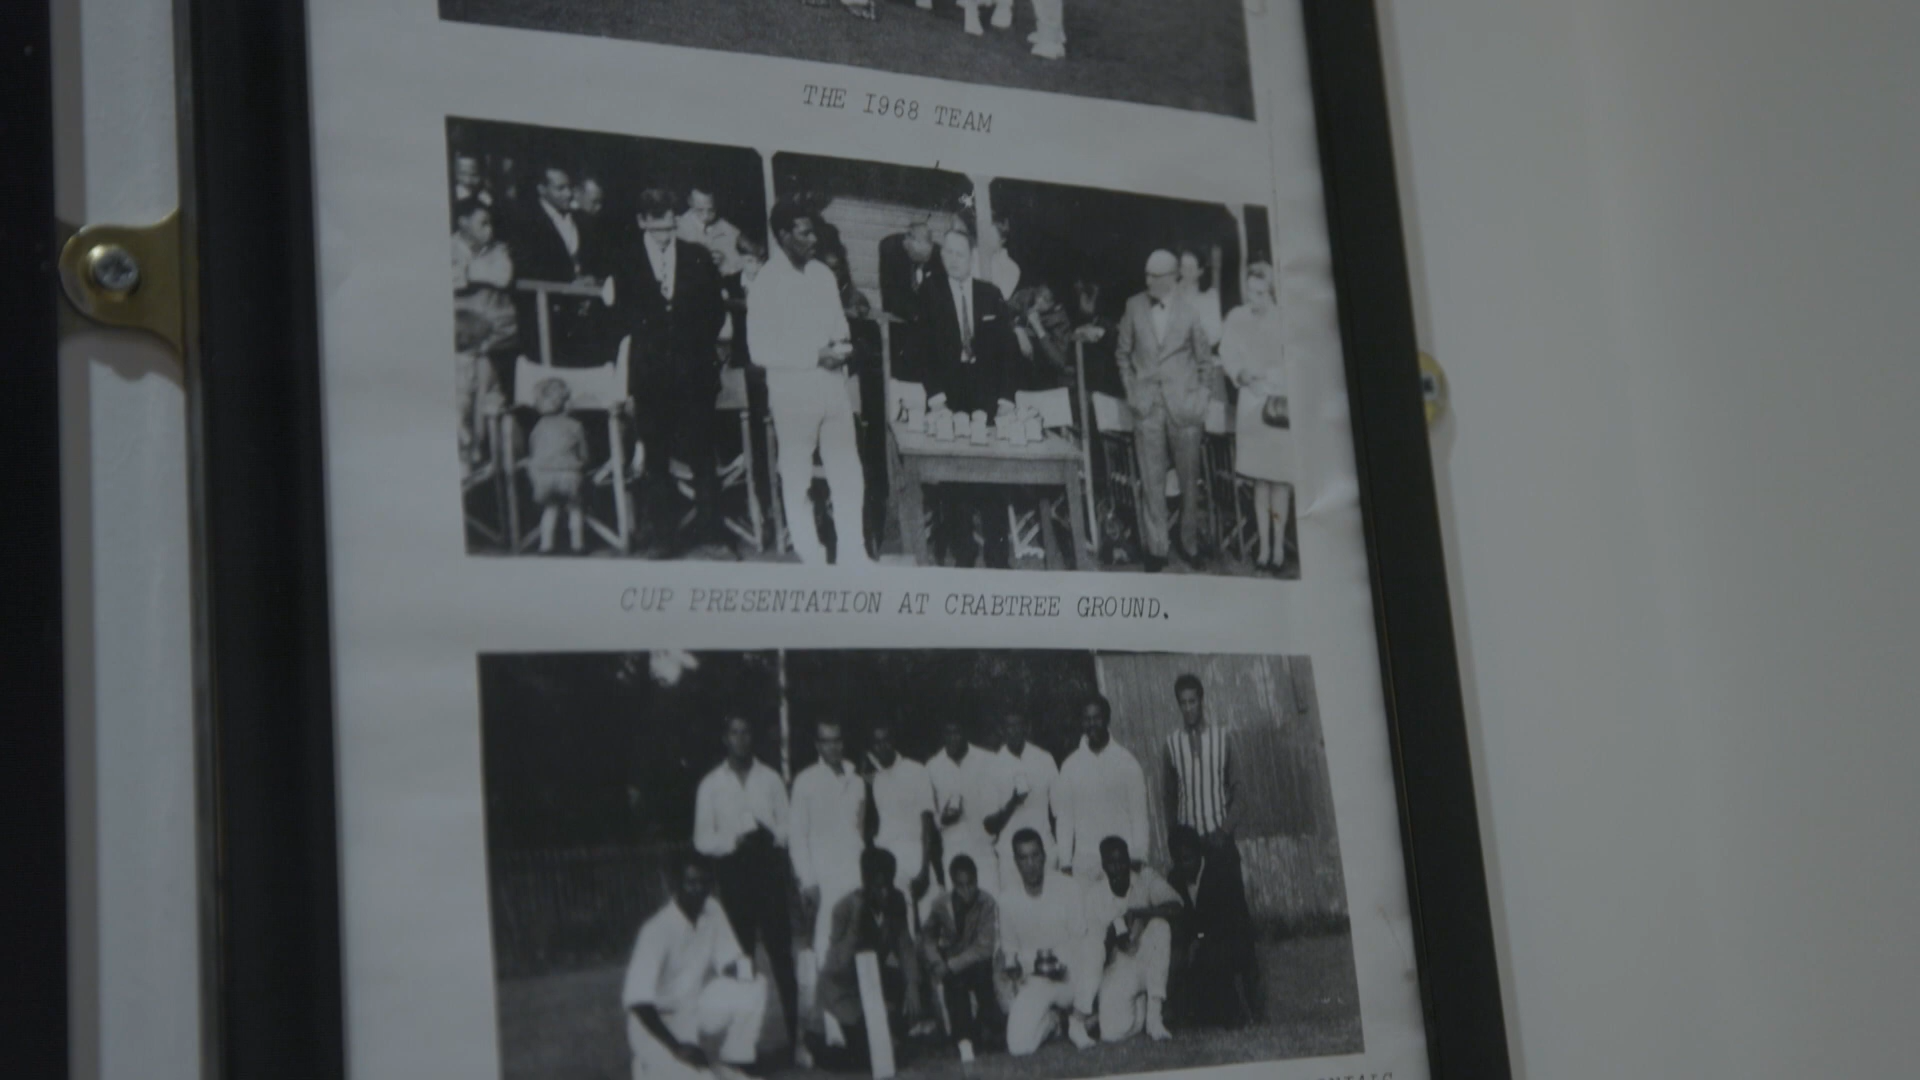 THE 1968 TEAM
CUP PRESENTATION AT CRABTREE GROUND.